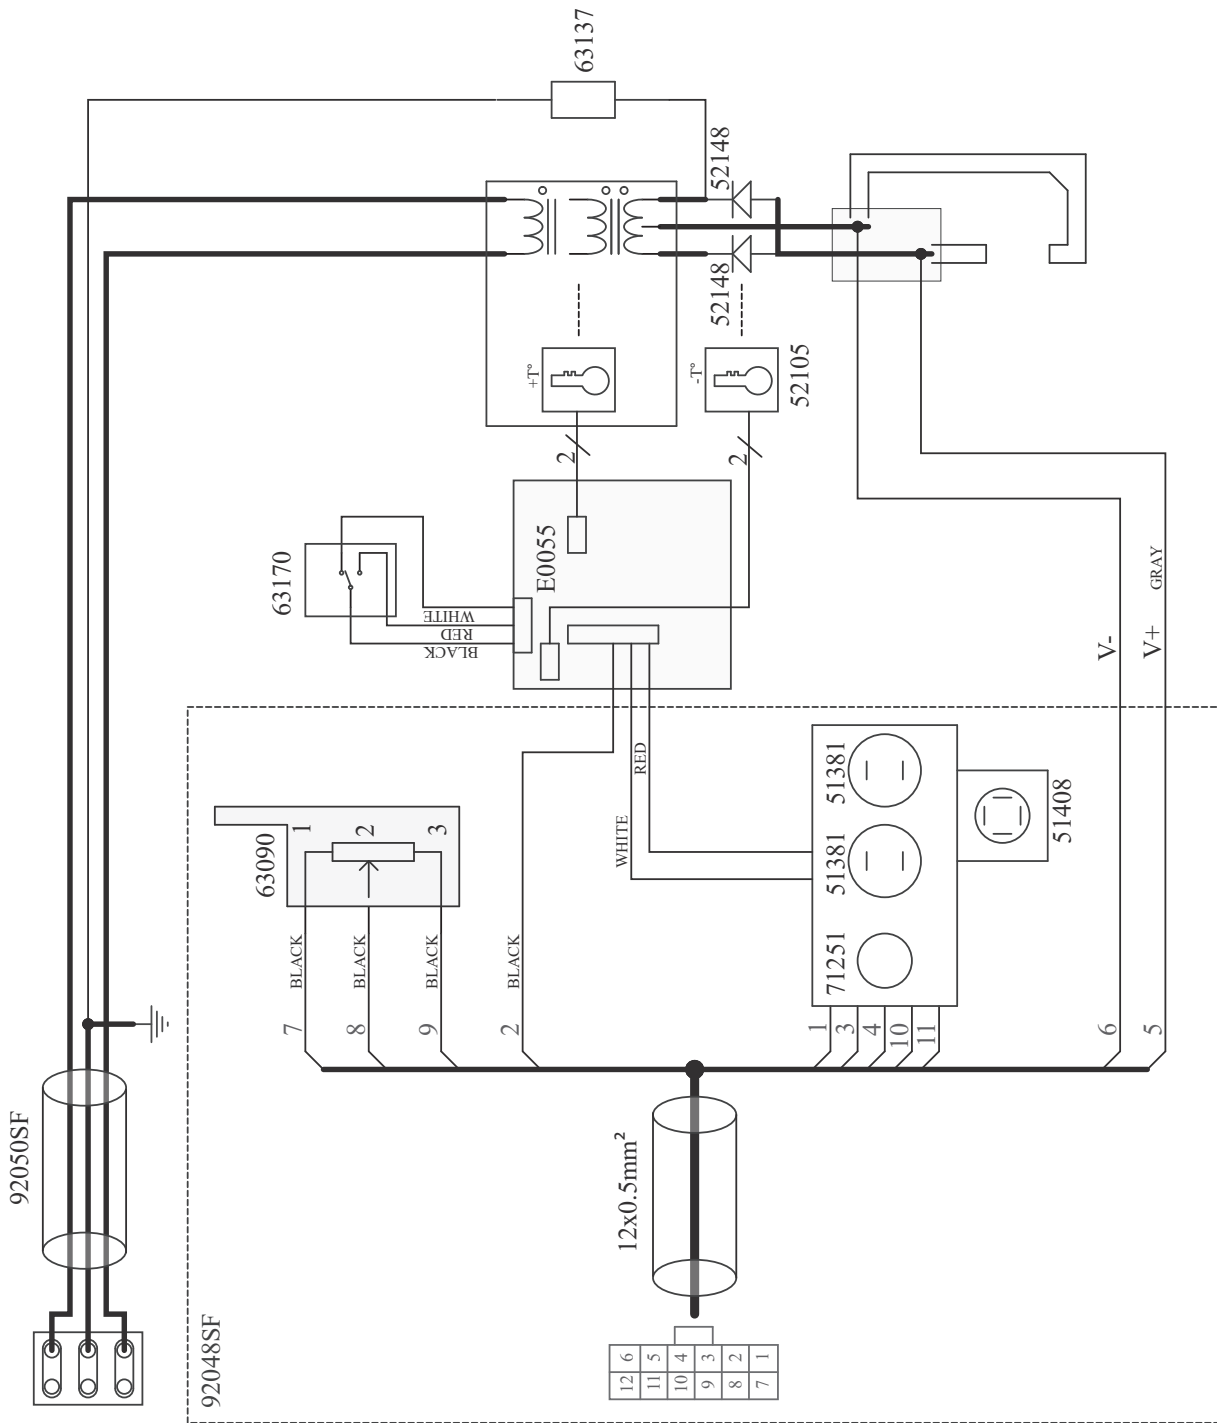 63137
52148
52148
+T°
-T°
52105
2
2
63170
E0055
WHITE
RED
BLACK
V-
V+
GRAY
RED
WHITE
63090
1
2
3
51381
51381
71251
51408
BLACK
BLACK
BLACK
BLACK
7
8
9
2
1
3
4
10
11
6
5
92050SF
12x0.5mm²
92048SF
12 6
11 5
10 4
9 3
8 2
7 1